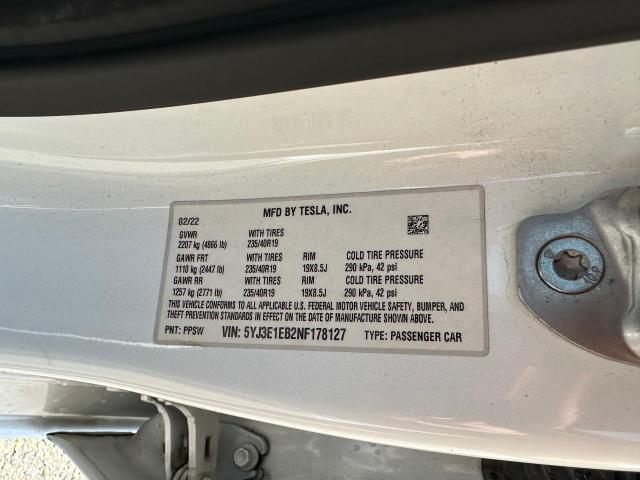 MFD BY TESLA, INC.
02/22
GVWR WITH TIRES
2207 kg (4866 lb) 235/40R19
GAWR FRT WITH TIRES RIM COLD TIRE PRESSURE
1110 kg (2447 lb) 235/40R19 19X8.5J 290 kPa, 42 psi
GAWR RR WITH TIRES RIM COLD TIRE PRESSURE
1257 kg (2771 lb) 235/40R19 19X8.5J 290 kPa, 42 psi
THIS VEHICLE CONFORMS TO ALL APPLICABLE U.S. FEDERAL MOTOR VEHICLE SAFETY, BUMPER, AND
THEFT PREVENTION STANDARDS IN EFFECT ON THE DATE OF MANUFACTURE SHOWN ABOVE.
PNT: PPSW VIN: 5YJ3E1EB2NF178127 TYPE: PASSENGER CAR